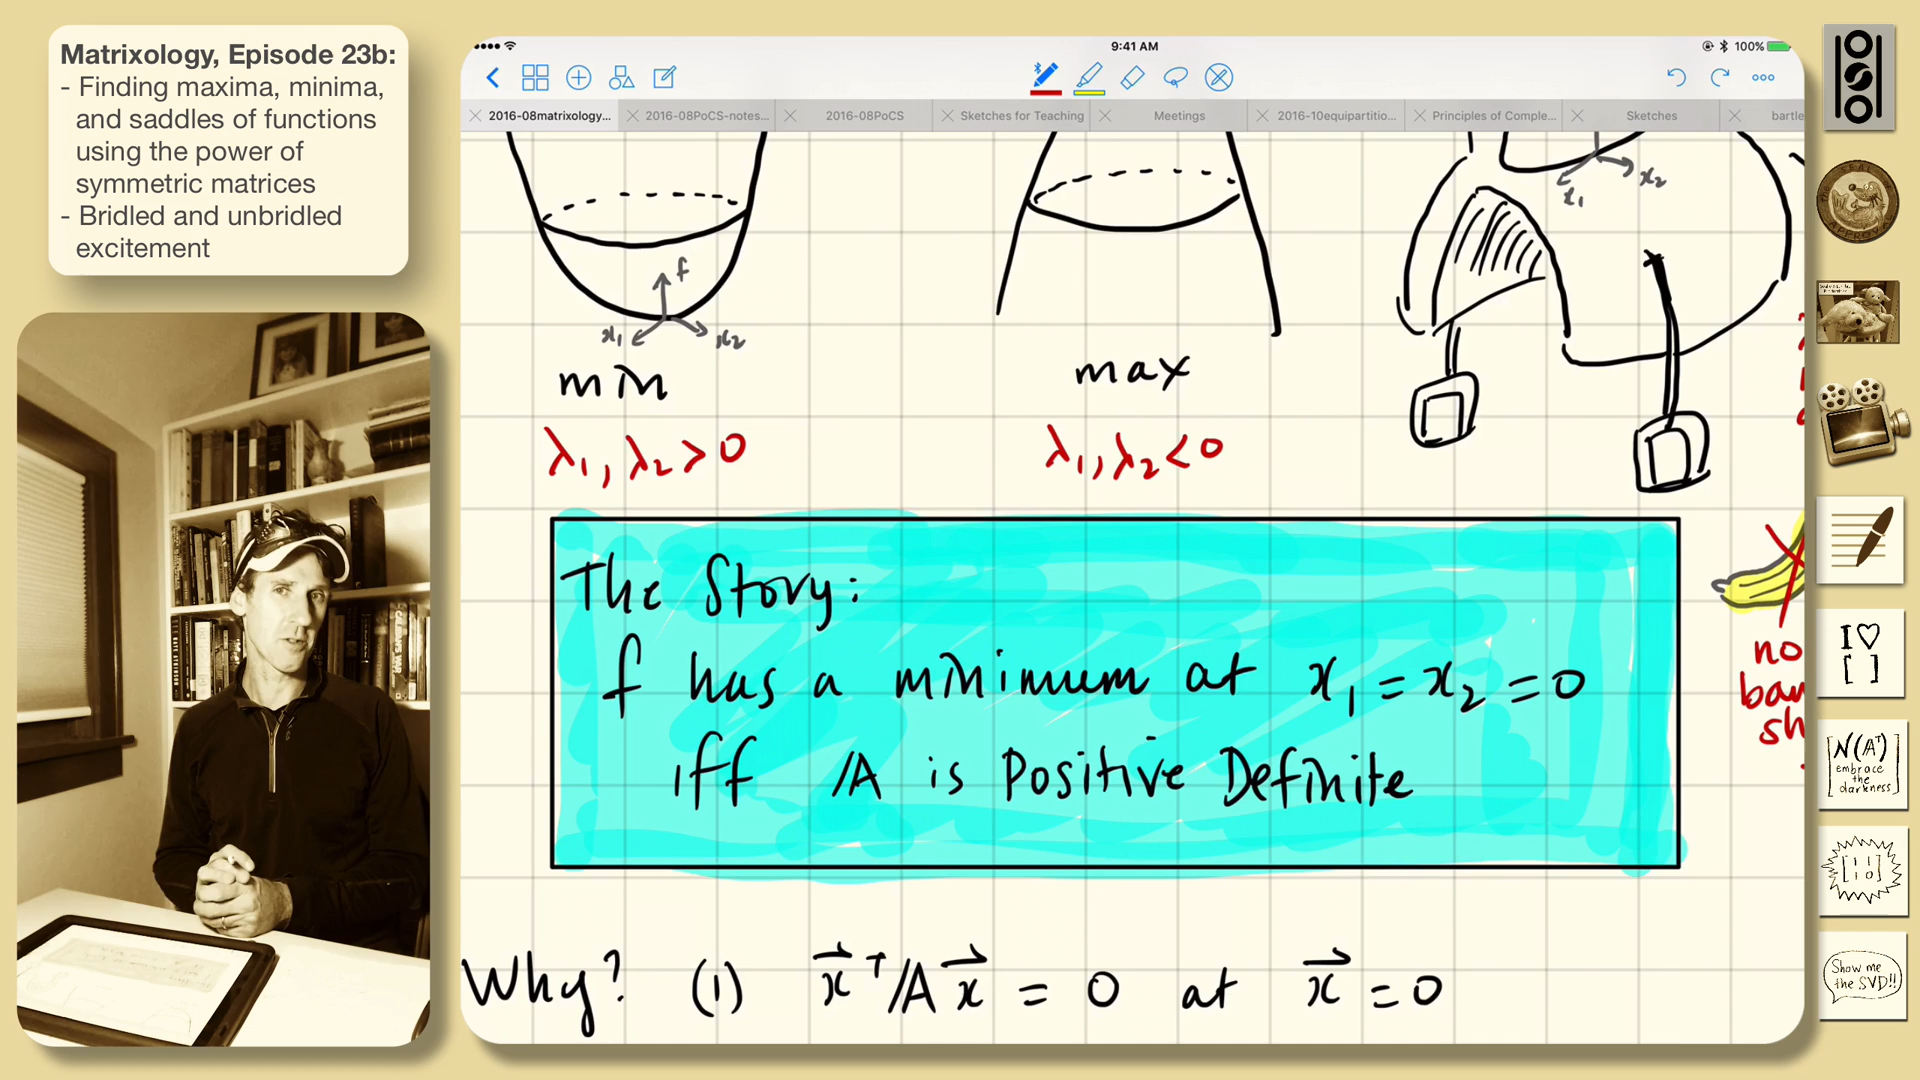 Matrixology, Episode 23b:
- Finding maxima, minima,
and saddles of functions
using the power of
symmetric matrices
- Bridled and unbridled
excitement
9:41 AM
100%
2016-08matrixology...
2016-08PoCS-notes...
2016-08PoCS
Sketches for Teaching
Meetings
2016-10equipartitio...
Principles of Comple...
Sketches
bartle
f
x₁
x₂
x₁
x₂
min
max
λ₁, λ₂ > 0
λ₁, λ₂ < 0
The Story:
f has a minimum at x₁ = x₂ = 0
iff A is Positive Definite
no
ban
sh
Why? (1) x⃗ᵀA x⃗ = 0 at x⃗ = 0
I ♡
[ ]
N(Aᵀ)
embrace
the
darkness
Show me
the SVD!!